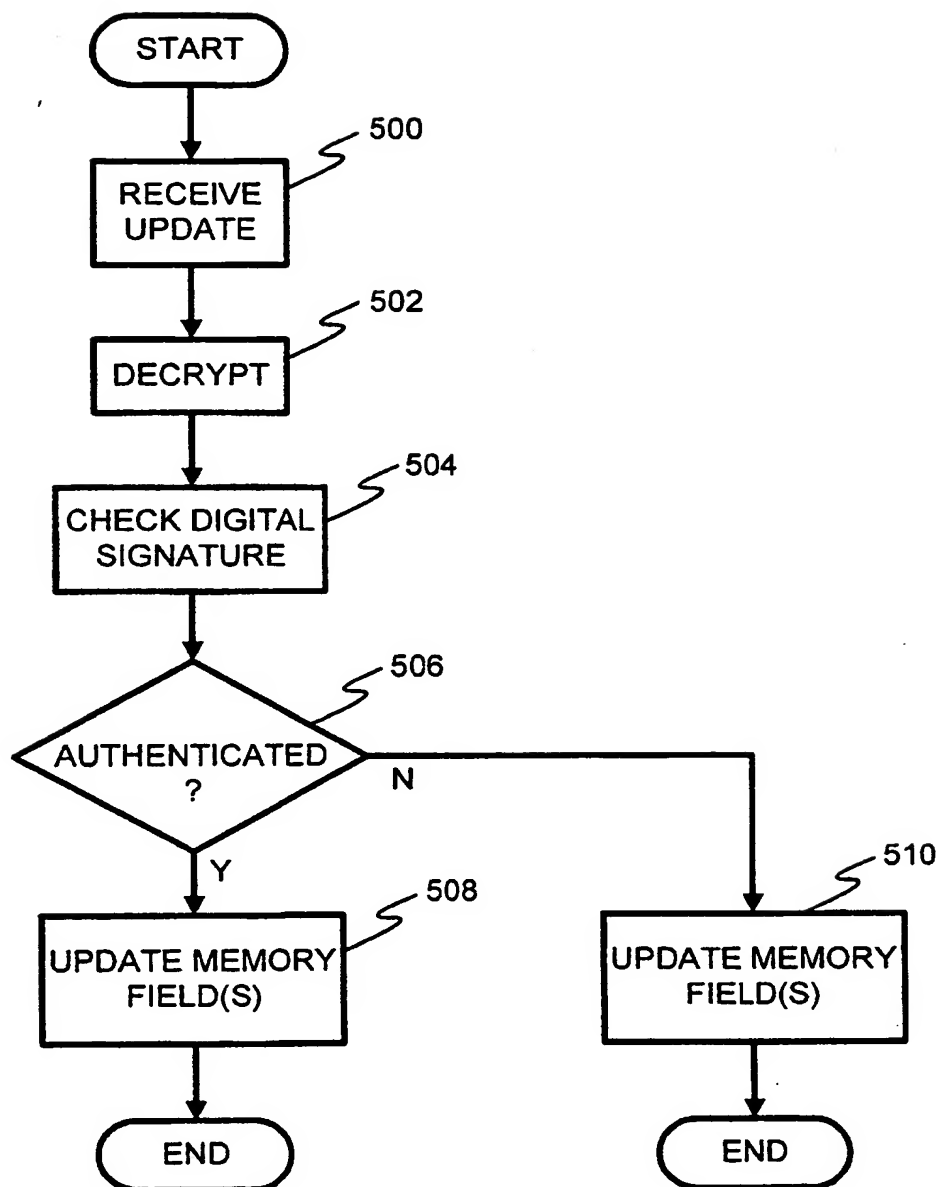 START
500
RECEIVE
UPDATE
502
DECRYPT
504
CHECK DIGITAL
SIGNATURE
506
AUTHENTICATED
?
N
Y
508
UPDATE MEMORY
FIELD(S)
510
UPDATE MEMORY
FIELD(S)
END
END